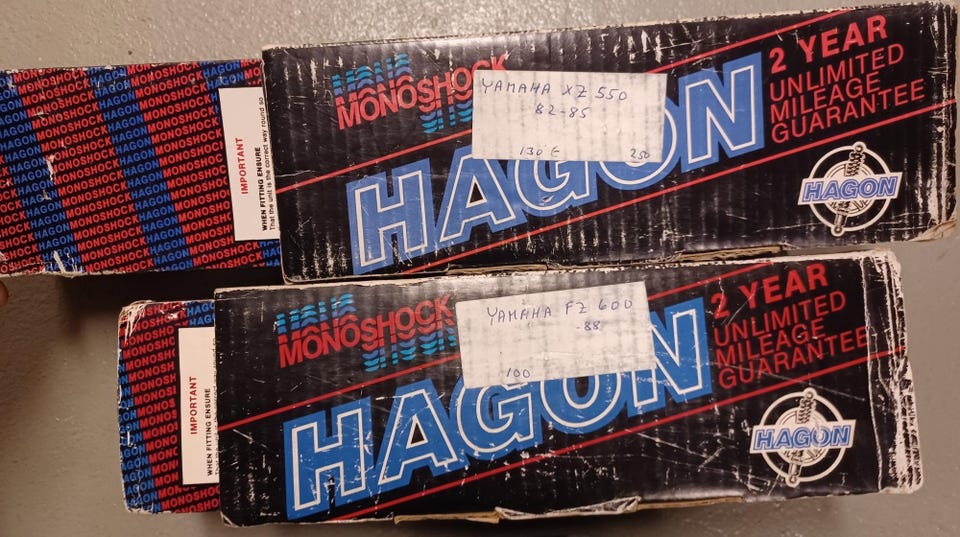 MONOSHOCK
HAGON
YAMAHA XZ 550
82-85
130 €
250
2 YEAR
UNLIMITED
MILEAGE
GUARANTEE
HAGON
IMPORTANT
WHEN FITTING ENSURE
That the unit is the correct way round so
MONOSHOCK
HAGON
YAMAHA FZ 600
-88
100
2 YEAR
UNLIMITED
MILEAGE
GUARANTEE
HAGON
IMPORTANT
WHEN FITTING ENSURE